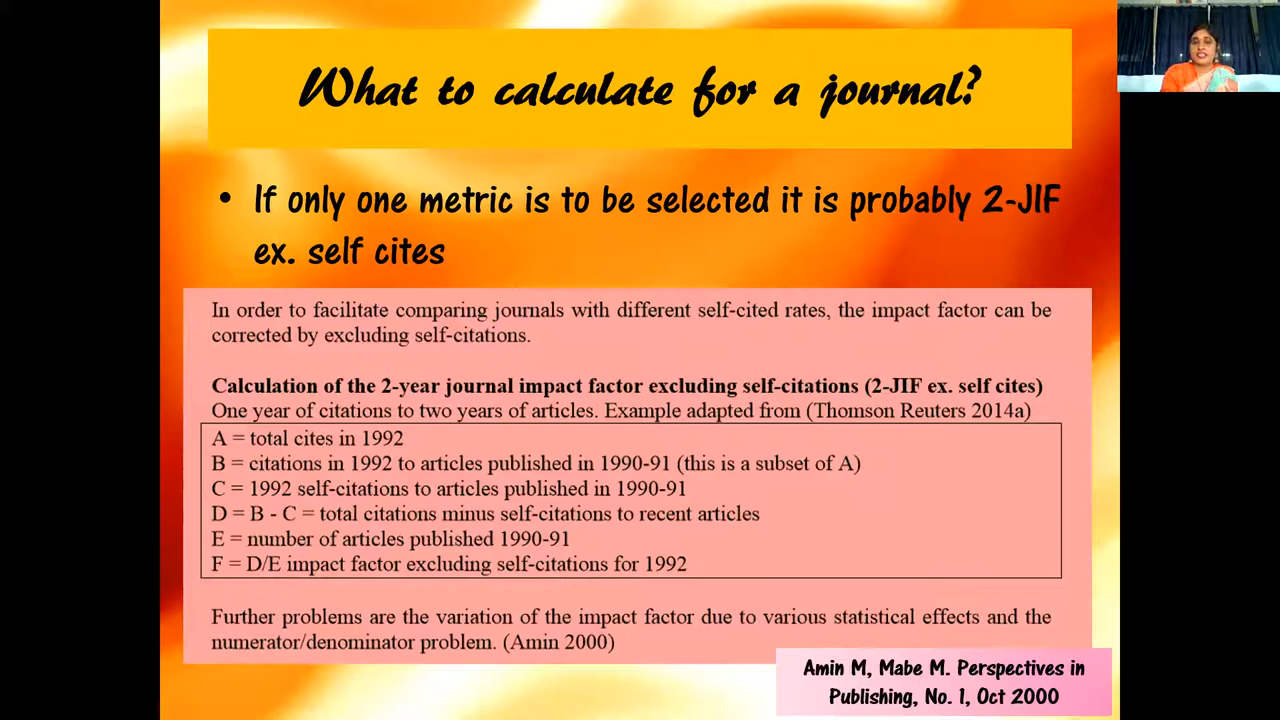 What to calculate for a journal?
• If only one metric is to be selected it is probably 2-JIF
ex. self cites
In order to facilitate comparing journals with different self-cited rates, the impact factor can be
corrected by excluding self-citations.
Calculation of the 2-year journal impact factor excluding self-citations (2-JIF ex. self cites)
One year of citations to two years of articles. Example adapted from (Thomson Reuters 2014a)
A = total cites in 1992
B = citations in 1992 to articles published in 1990-91 (this is a subset of A)
C = 1992 self-citations to articles published in 1990-91
D = B - C = total citations minus self-citations to recent articles
E = number of articles published 1990-91
F = D/E impact factor excluding self-citations for 1992
Further problems are the variation of the impact factor due to various statistical effects and the
numerator/denominator problem. (Amin 2000)
Amin M, Mabe M. Perspectives in
Publishing, No. 1, Oct 2000